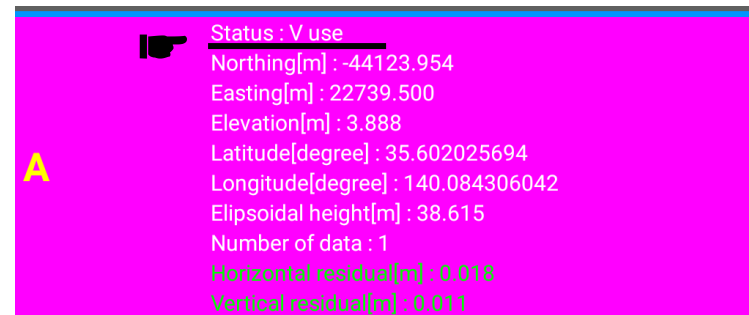 Status : V use
Northing[m] : -44123.954
Easting[m] : 22739.500
Elevation[m] : 3.888
A
Latitude[degree] : 35.602025694
Longitude[degree] : 140.084306042
Elipsoidal height[m] : 38.615
Number of data : 1
Horizontal residual[m] : 0.018
Vertical residual[m] : 0.011